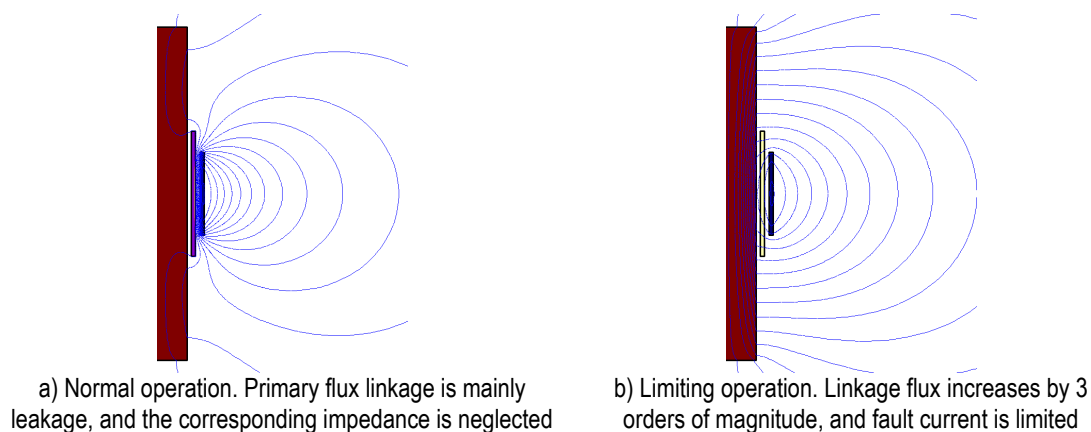 a) Normal operation. Primary flux linkage is mainly
leakage, and the corresponding impedance is neglected
b) Limiting operation. Linkage flux increases by 3
orders of magnitude, and fault current is limited